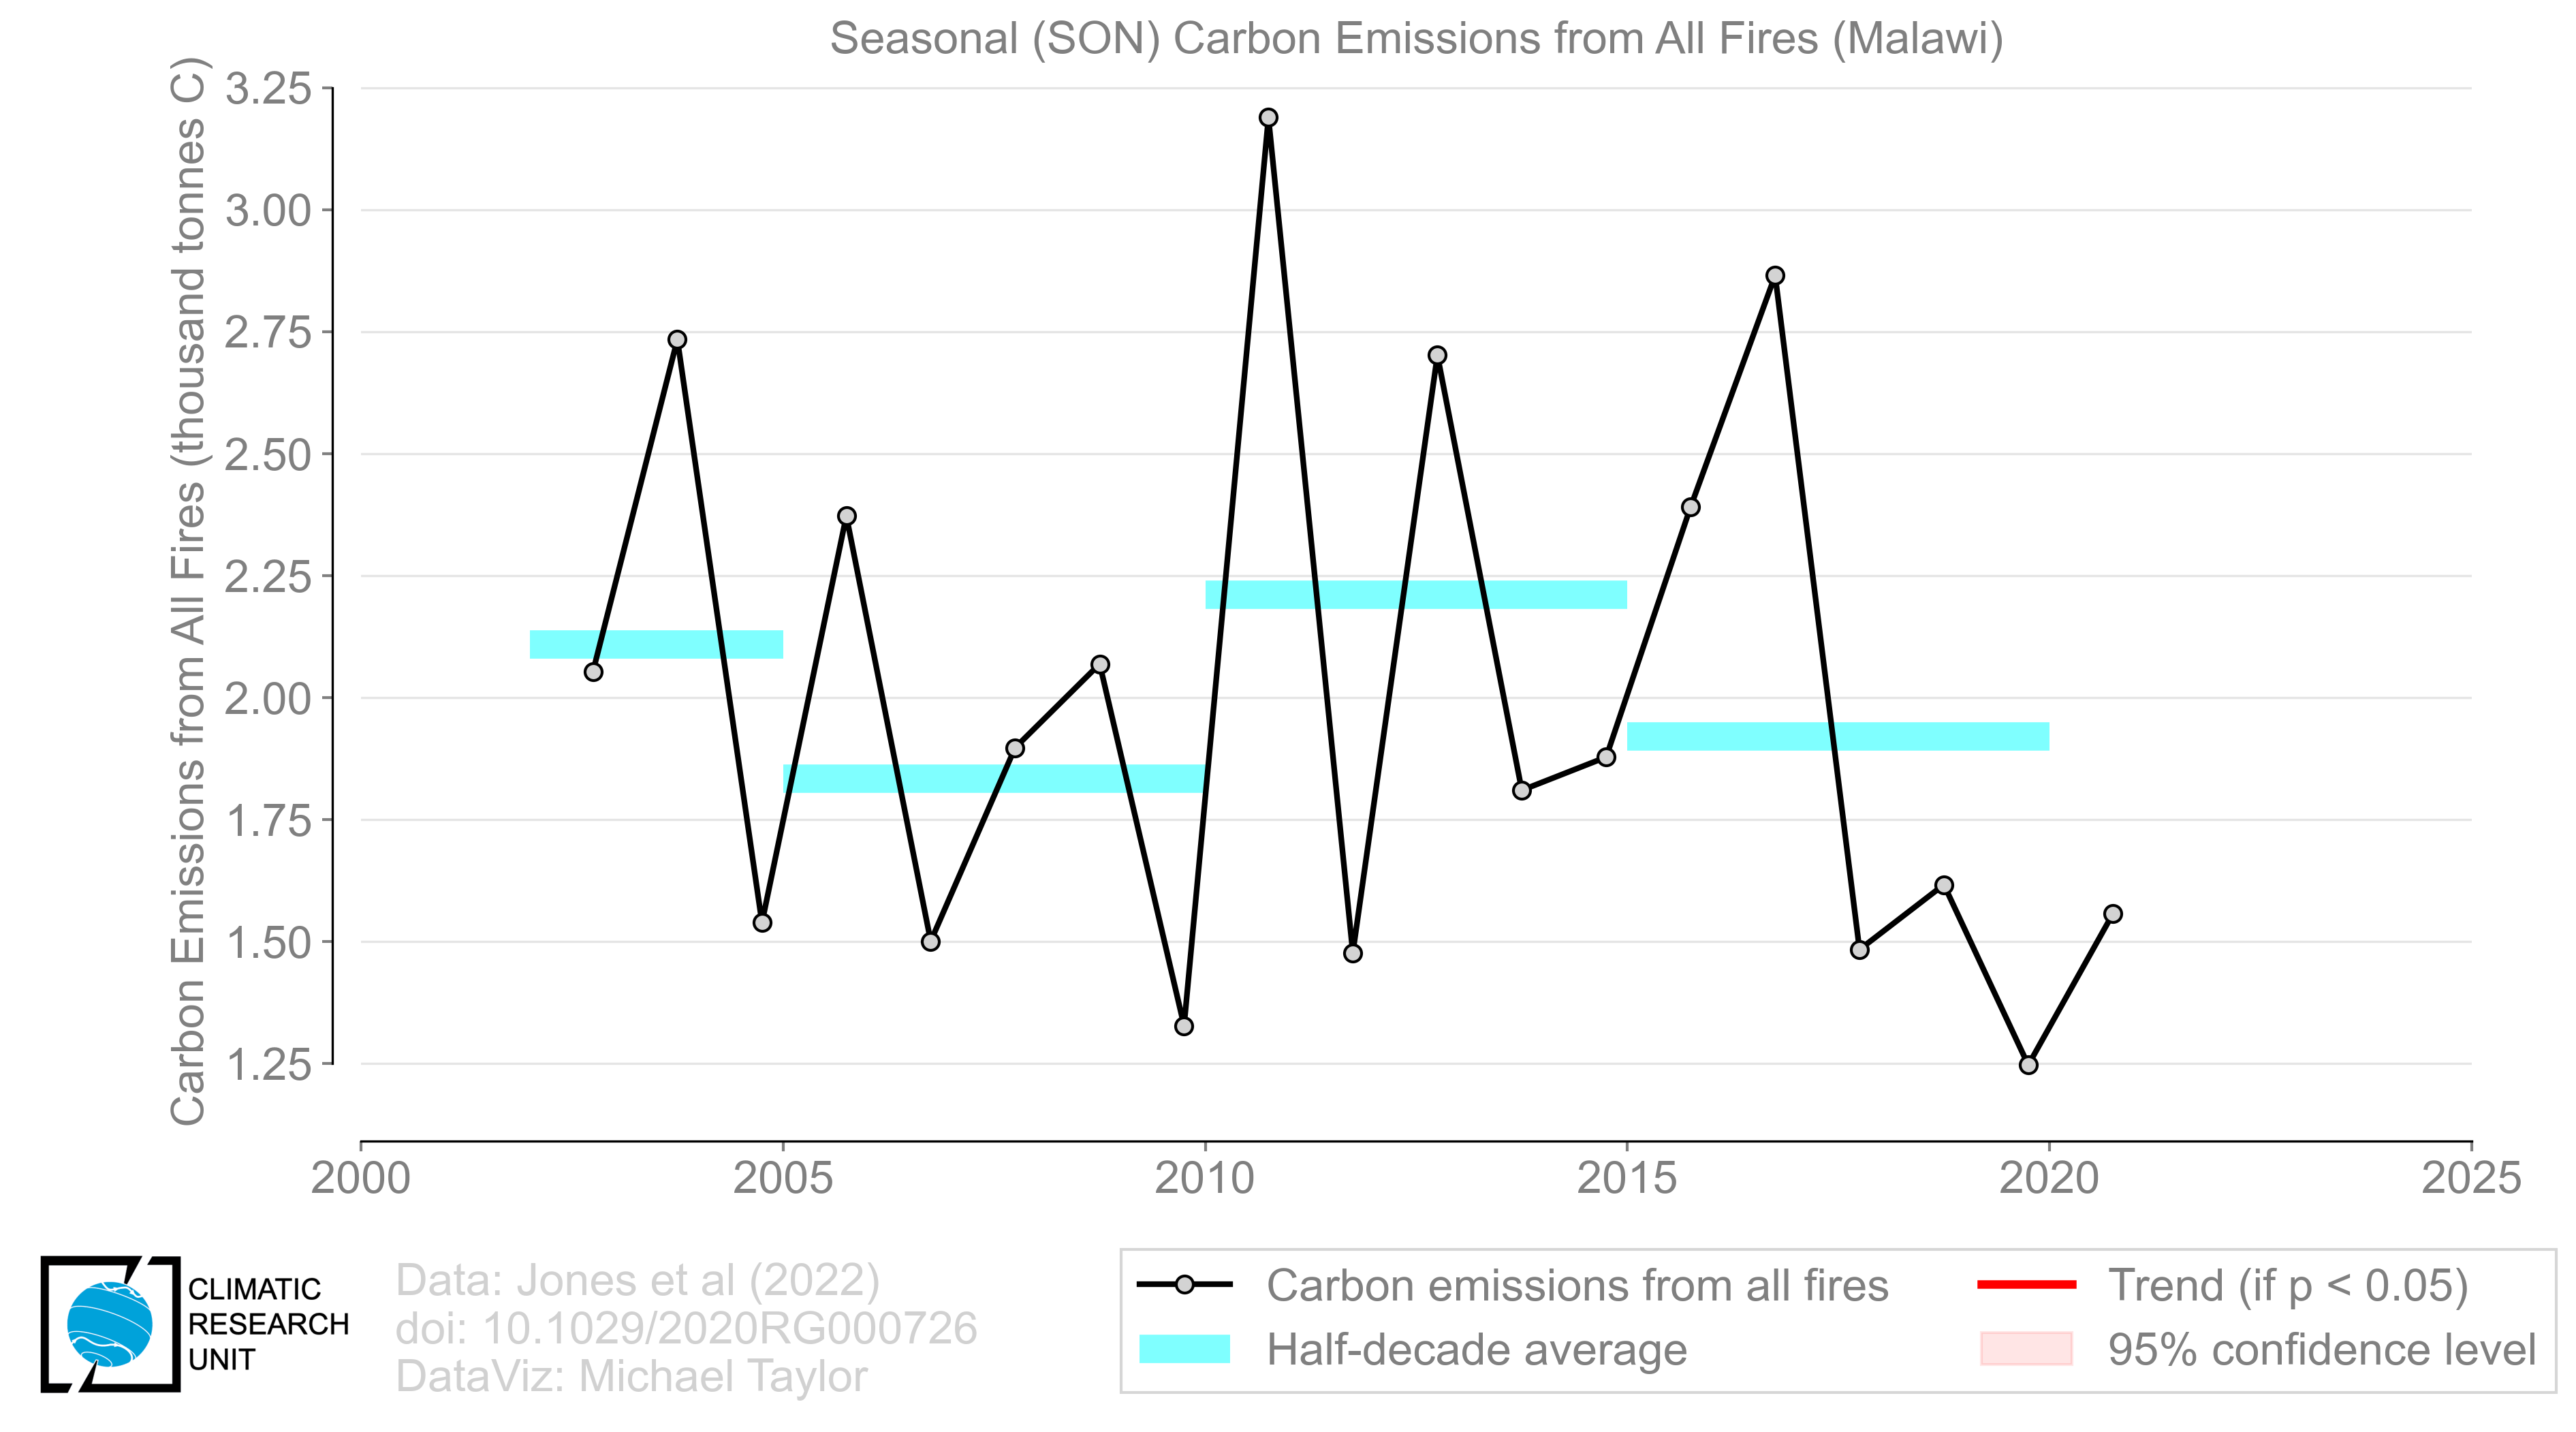 Seasonal (SON) Carbon Emissions from All Fires (Malawi)
Carbon Emissions from All Fires (thousand tonnes C)
3.25
3.00
2.75
2.50
2.25
2.00
1.75
1.50
1.25
2000 2005 2010 2015 2020 2025
CLIMATIC
RESEARCH
UNIT
Data: Jones et al (2022)
doi: 10.1029/2020RG000726
DataViz: Michael Taylor
Carbon emissions from all fires
Half-decade average
Trend (if p < 0.05)
95% confidence level